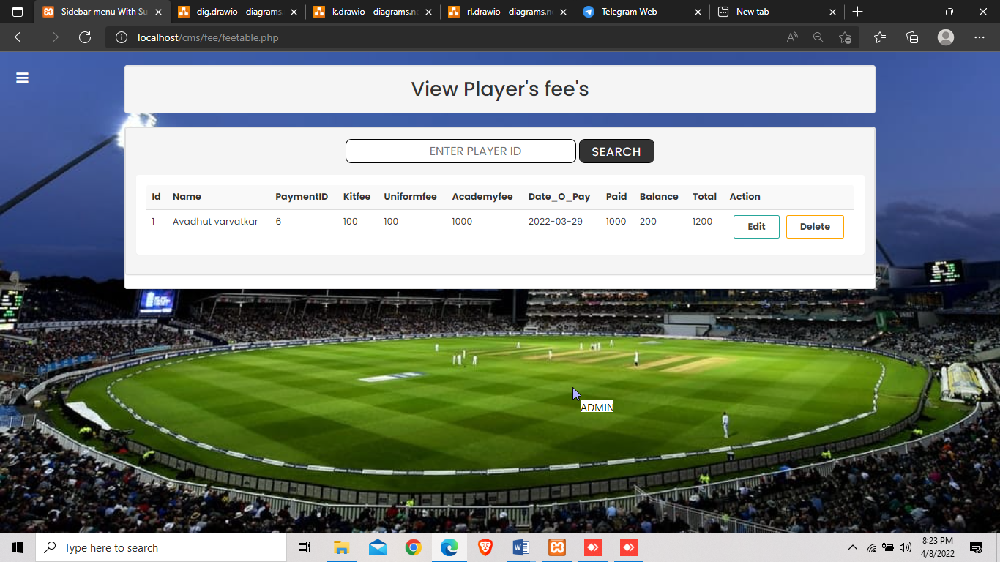 Sidebar menu With Su
dig.drawio - diagrams.
k.drawio - diagrams.ne
rl.drawio - diagrams.n
Telegram Web
New tab
localhost/cms/fee/feetable.php
View Player's fee's
ENTER PLAYER ID
SEARCH
Id Name PaymentID Kitfee Uniformfee Academyfee Date_O_Pay Paid Balance Total Action
1 Avadhut varvatkar 6 100 100 1000 2022-03-29 1000 200 1200 Edit Delete
ADMIN
Type here to search
8:23 PM
4/8/2022